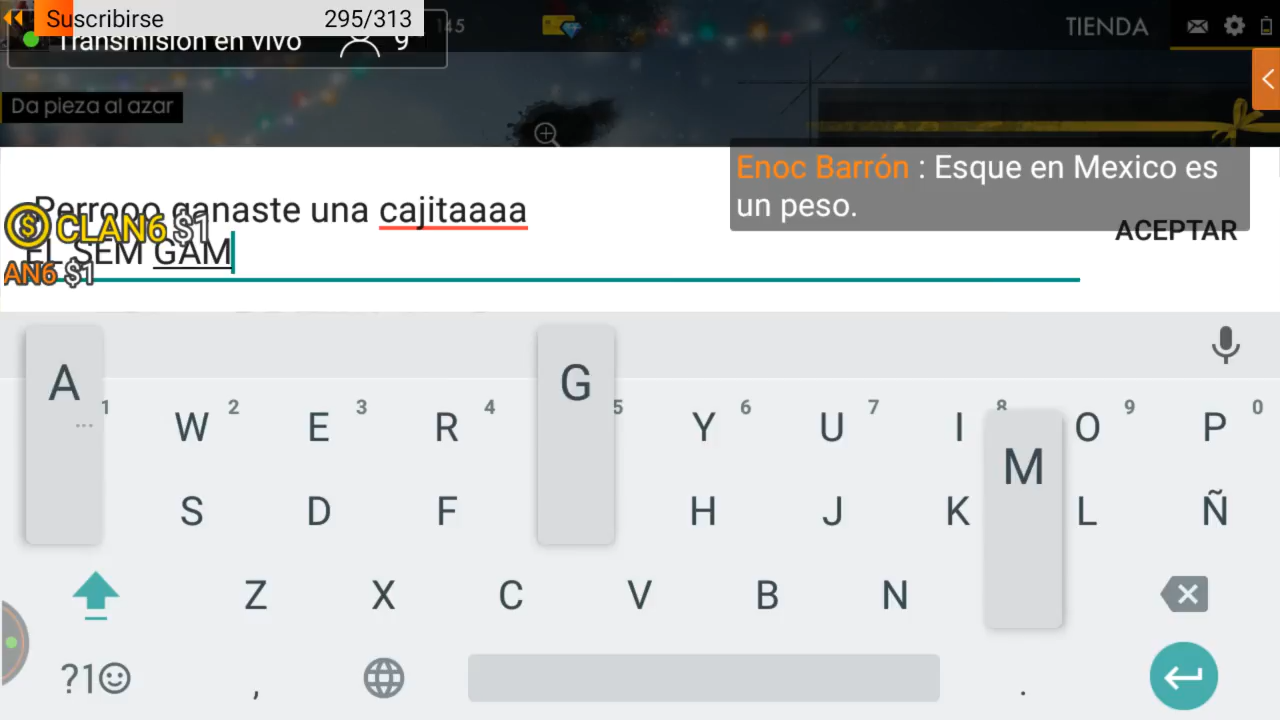 Suscribirse 295/313
Transmisión en vivo 9 145 TIENDA
Da pieza al azar
Enoc Barrón : Esque en Mexico es
un peso.
Perrooo ganaste una cajitaaaa
CLAN6 $1
ACEPTAR
EL SEM GAM
AN6 $1
A G
1 W 2 E 3 R 4 5 Y 6 U 7 I 8 O 9 P 0
M
S D F H J K L Ñ
Z X C V B N
?1 , .